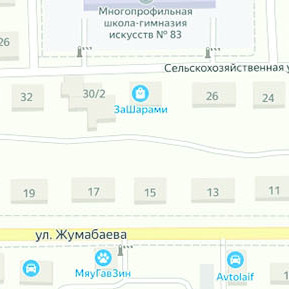 Многопрофильная
школа-гимназия
искусств № 83
26
Сельскохозяйственная у
32
30/2
ЗаШарами
26
24
19
17
15
13
11
ул. Жумабаева
МяуГавЗин
Avtolaif